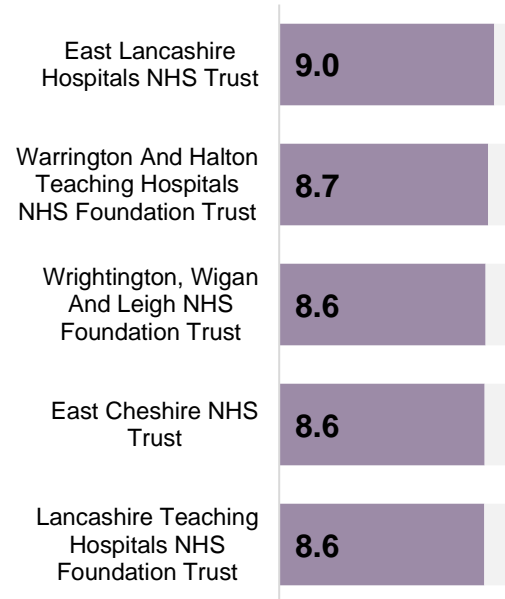 East Lancashire
Hospitals NHS Trust
9.0
Warrington And Halton
Teaching Hospitals
NHS Foundation Trust
8.7
Wrightington, Wigan
And Leigh NHS
Foundation Trust
8.6
East Cheshire NHS
Trust
8.6
Lancashire Teaching
Hospitals NHS
Foundation Trust
8.6